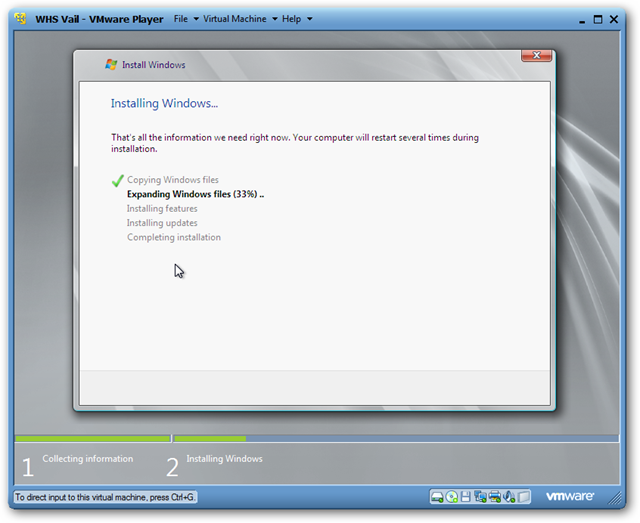 WHS Vail - VMware Player File Virtual Machine Help
Install Windows
Installing Windows...
That's all the information we need right now. Your computer will restart several times during
installation.
Copying Windows files
Expanding Windows files (33%) ..
Installing features
Installing updates
Completing installation
1 Collecting information 2 Installing Windows
To direct input to this virtual machine, press Ctrl+G.
vmware